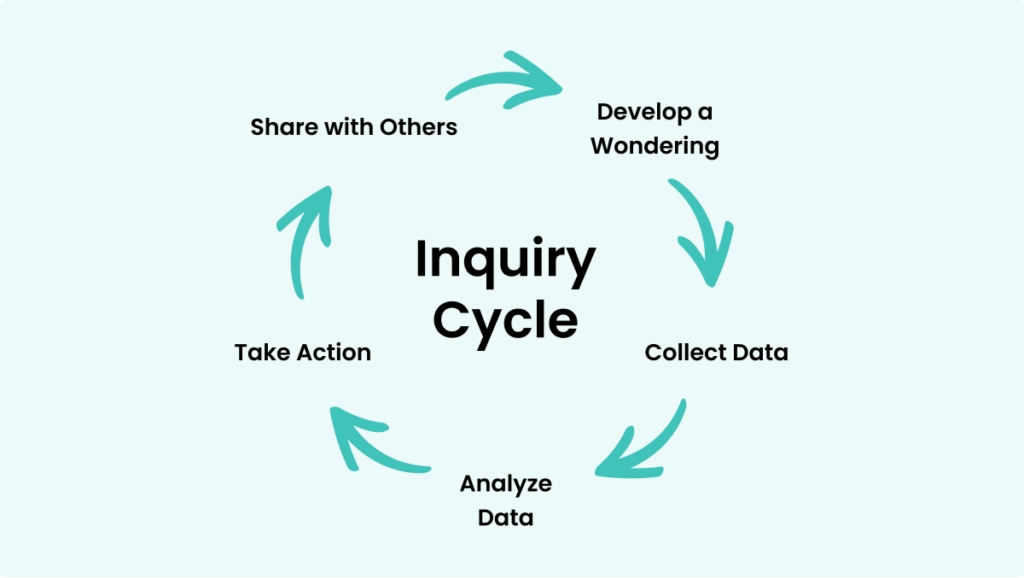 Share with Others
Develop a
Wondering
Inquiry
Cycle
Take Action
Collect Data
Analyze
Data